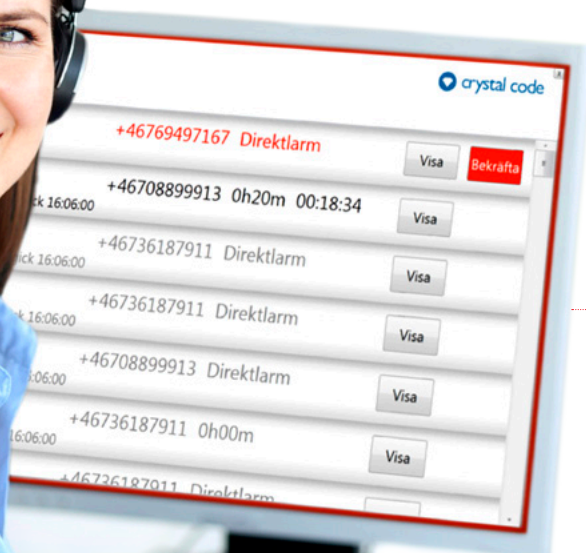 crystal code
+46769497167 Direktlarm
Visa
Bekräfta
+46708899913 0h20m 00:18:34
16:06:00
Visa
+46736187911 Direktlarm
16:06:00
Visa
+46736187911 Direktlarm
16:06:00
Visa
+46708899913 Direktlarm
:06:00
Visa
+46736187911 0h00m
16:06:00
Visa
+46736187911 Direktlarm